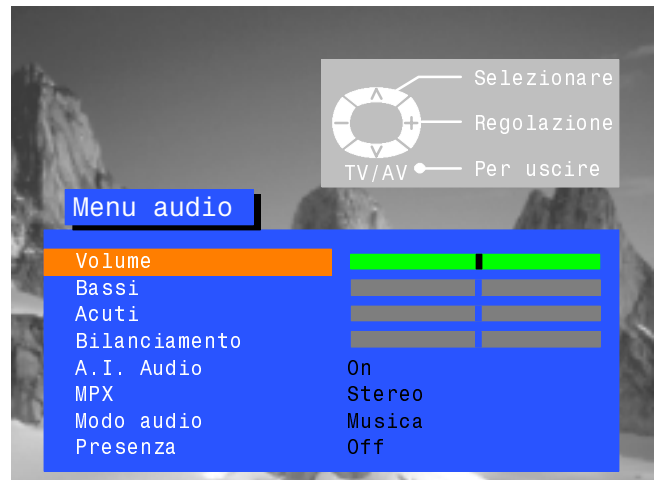 Selezionare
Regolazione
TV/AV Per uscire
Menu audio
Volume
Bassi
Acuti
Bilanciamento
A.I. Audio On
MPX Stereo
Modo audio Musica
Presenza Off